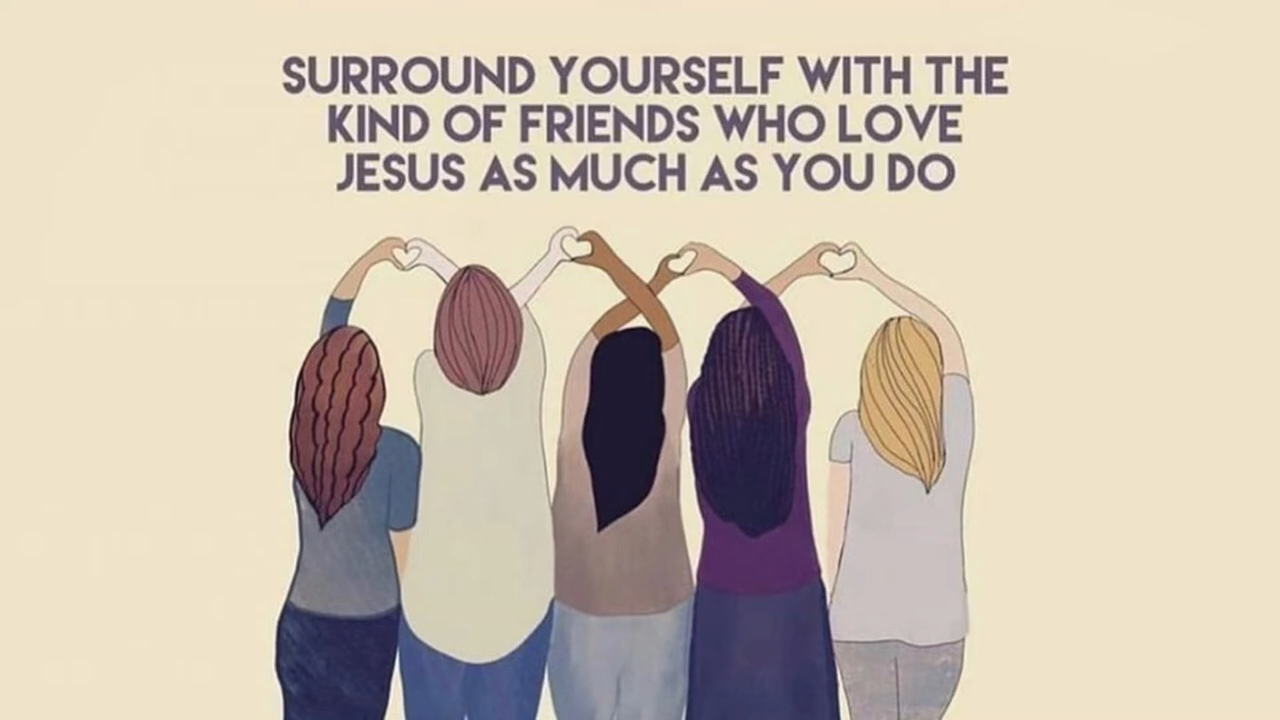 SURROUND YOURSELF WITH THE
KIND OF FRIENDS WHO LOVE
JESUS AS MUCH AS YOU DO